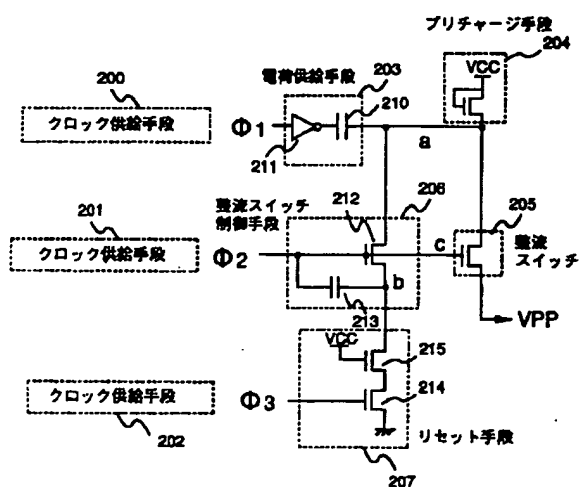 プリチャージ手段
204
VCC
電荷供給手段
203
200
210
クロック供給手段
Φ1
211
a
206
201
整流スイッチ
制御手段
212
205
クロック供給手段
Φ2
c
整流
スイッチ
b
213
VPP
VCC
215
クロック供給手段
Φ3
214
202
リセット手段
207